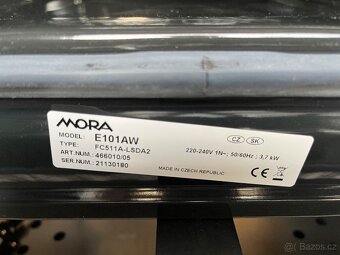 MORA
MODEL: E101AW
TYPE: FC511A-LSDA2
ART.NUM.: 466010/05
SER.NUM.: 21130180
CZ SK
220-240V 1N~; 50/60Hz; 3,7 kW
CE
MADE IN CZECH REPUBLIC
bazos.cz